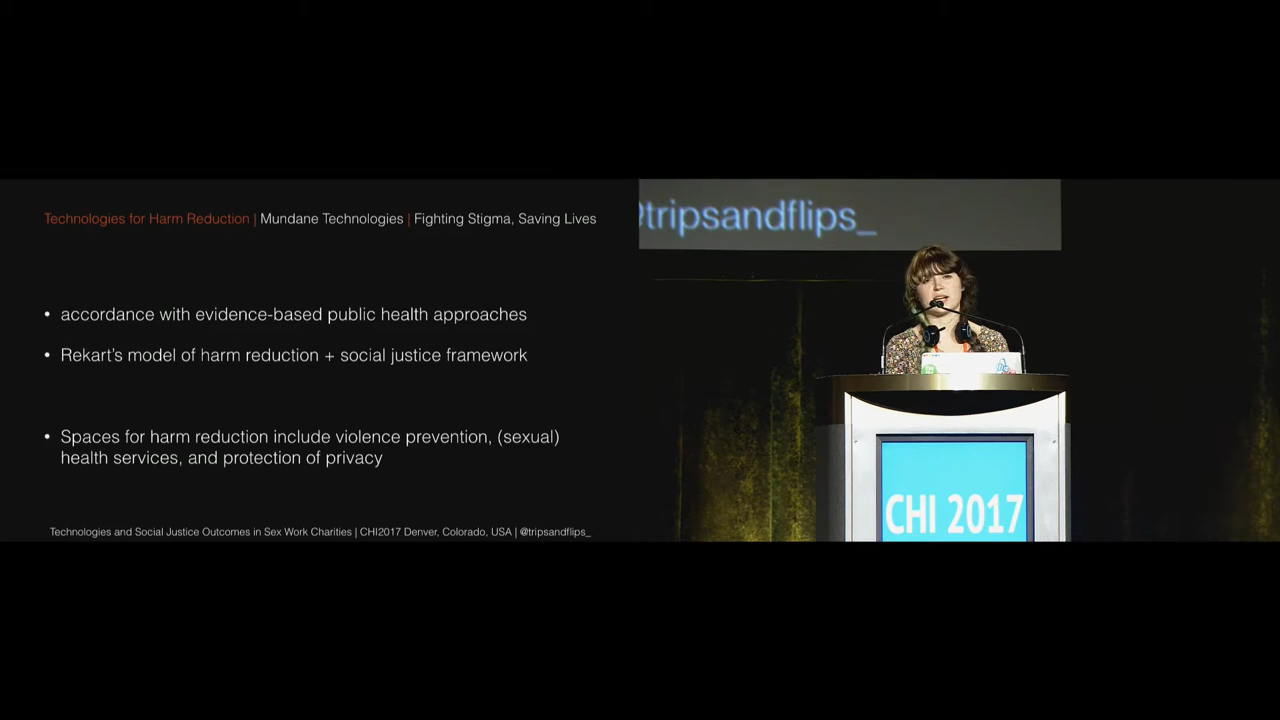 Technologies for Harm Reduction | Mundane Technologies | Fighting Stigma, Saving Lives
• accordance with evidence-based public health approaches
• Rekart's model of harm reduction + social justice framework
• Spaces for harm reduction include violence prevention, (sexual)
health services, and protection of privacy
Technologies and Social Justice Outcomes in Sex Work Charities | CHI2017 Denver, Colorado, USA | @tripsandflips_
tripsandflips_
CHI 2017